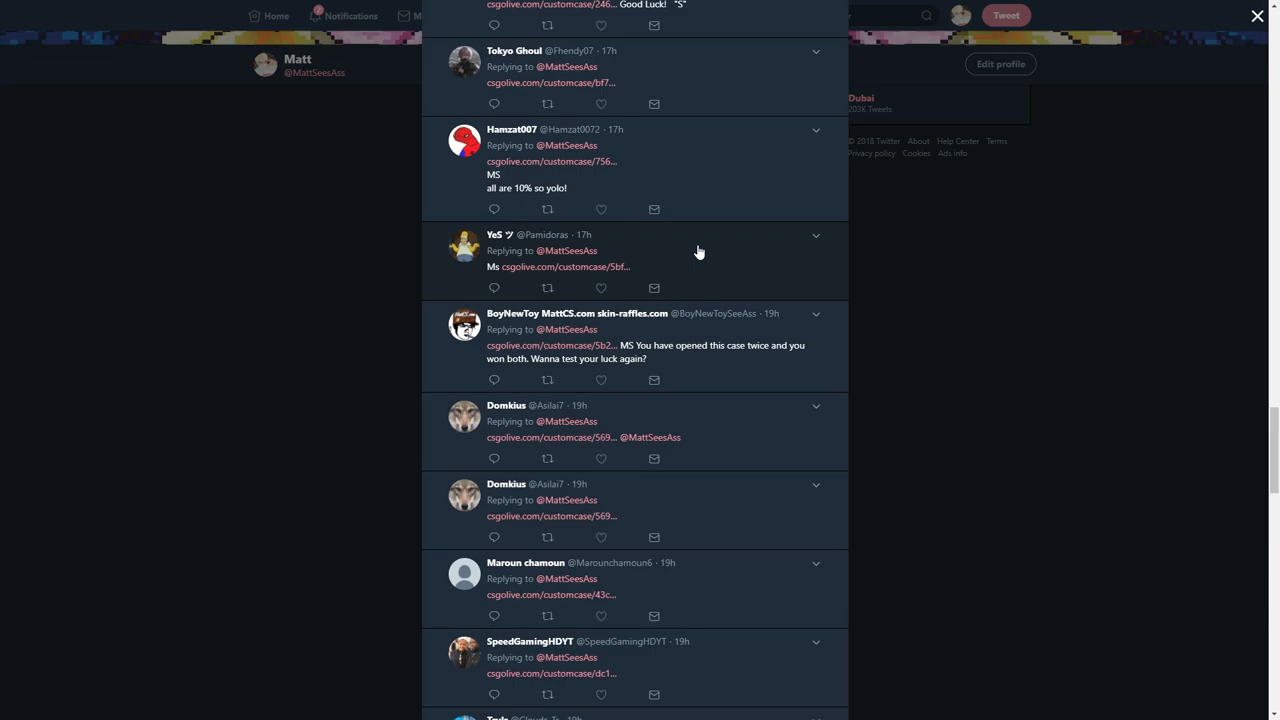 csgolive.com/customcase/246... Good Luck! "S"
Home
Notifications
2
M
Tweet
Matt
@MattSeesAss
Edit profile
Tokyo Ghoul @Fhendy07 · 17h
Replying to @MattSeesAss
csgolive.com/customcase/bf7...
Dubai
203K Tweets
© 2018 Twitter About Help Center Terms
Privacy policy Cookies Ads info
Hamzat007 @Hamzat0072 · 17h
Replying to @MattSeesAss
csgolive.com/customcase/756...
MS
all are 10% so yolo!
YeS ツ @Pamidoras · 17h
Replying to @MattSeesAss
Ms csgolive.com/customcase/5bf...
BoyNewToy MattCS.com skin-raffles.com @BoyNewToySeeAss · 19h
Replying to @MattSeesAss
csgolive.com/customcase/5b2... MS You have opened this case twice and you
won both. Wanna test your luck again?
Domkius @Asilai7 · 19h
Replying to @MattSeesAss
csgolive.com/customcase/569... @MattSeesAss
Domkius @Asilai7 · 19h
Replying to @MattSeesAss
csgolive.com/customcase/569...
Maroun chamoun @Marounchamoun6 · 19h
Replying to @MattSeesAss
csgolive.com/customcase/43c...
SpeedGamingHDYT @SpeedGamingHDYT · 19h
Replying to @MattSeesAss
csgolive.com/customcase/dc1...